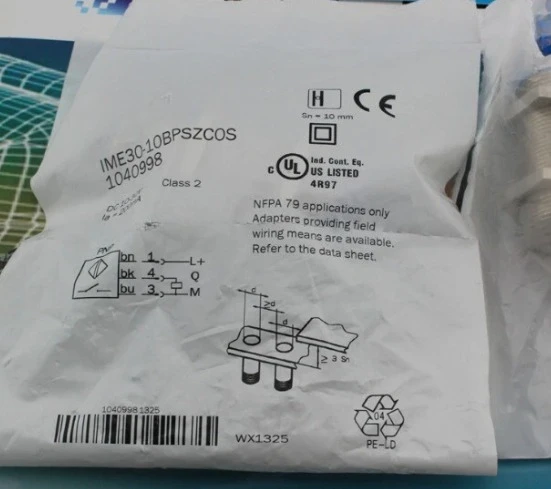 H CE
Sn = 10 mm
IME30-10BPSZC0S
1040998
Class 2
C UL US LISTED
Ind. Cont. Eq.
4R97
NFPA 79 applications only
Adapters providing field
wiring means are available.
Refer to the data sheet.
PNP
bn 1 L+
bk 4 Q
bu 3 M
d
≥d
d
≥ 3 Sn
10409981325
WX1325
04
PE-LD